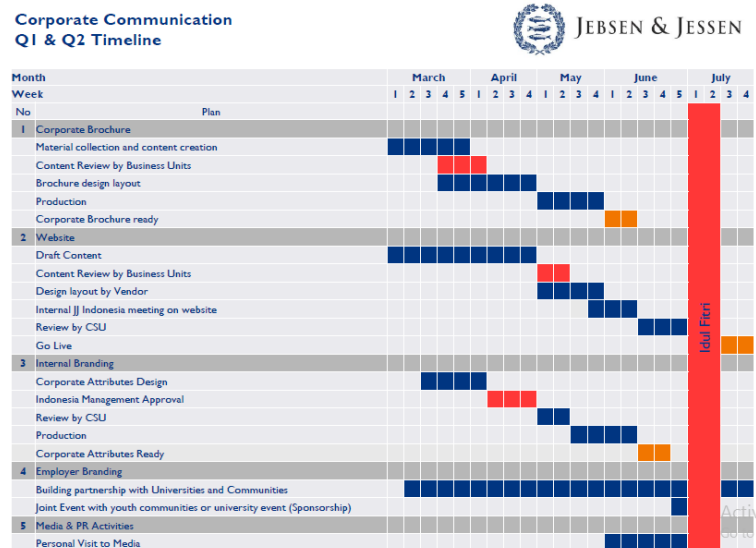 Corporate Communication
Q1 & Q2 Timeline
JEBSEN & JESSEN
Month March April May June July
Week 1 2 3 4 5 1 2 3 4 1 2 3 4 1 2 3 4 5 1 2 3 4
No Plan
1 Corporate Brochure
Material collection and content creation
Content Review by Business Units
Brochure design layout
Production
Corporate Brochure ready
2 Website
Draft Content
Content Review by Business Units
Design layout by Vendor
Internal JJ Indonesia meeting on website
Review by CSU
Go Live
Idul Fitri
3 Internal Branding
Corporate Attributes Design
Indonesia Management Approval
Review by CSU
Production
Corporate Attributes Ready
4 Employer Branding
Building partnership with Universities and Communities
Joint Event with youth communities or university event (Sponsorship)
5 Media & PR Activities
Personal Visit to Media